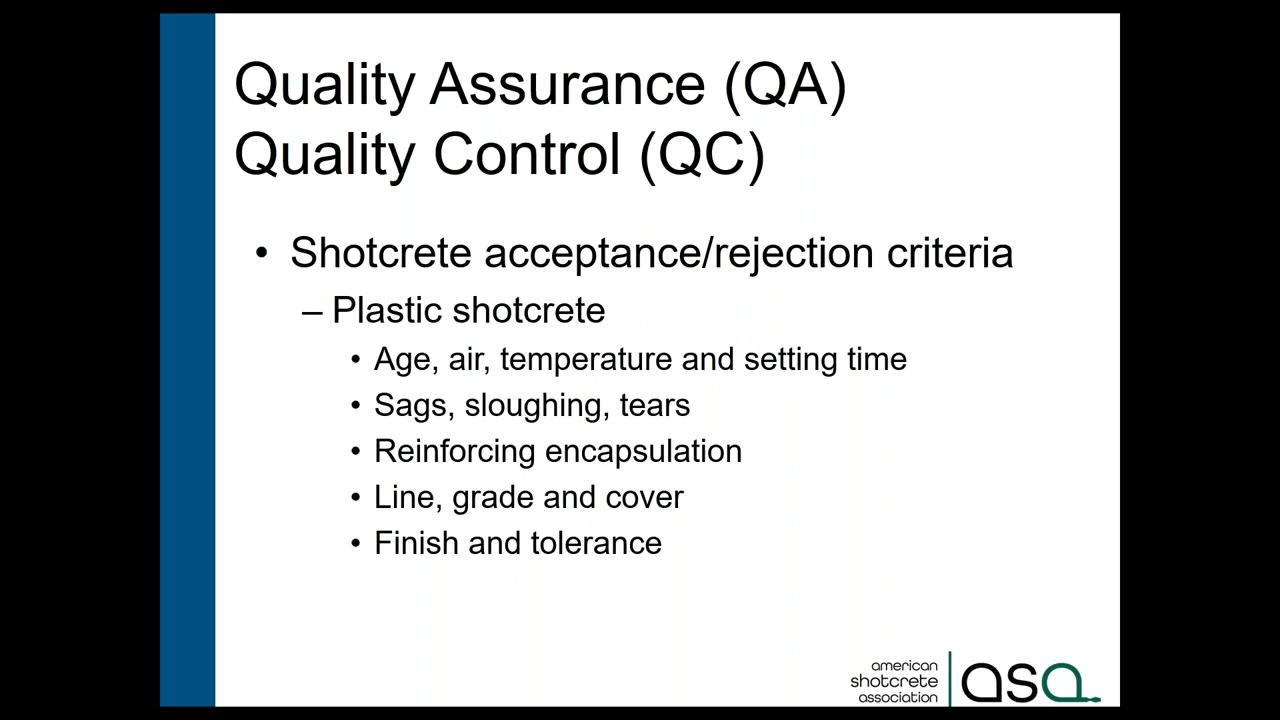 Quality Assurance (QA)
Quality Control (QC)
• Shotcrete acceptance/rejection criteria
– Plastic shotcrete
• Age, air, temperature and setting time
• Sags, sloughing, tears
• Reinforcing encapsulation
• Line, grade and cover
• Finish and tolerance
american
shotcrete
association
asa